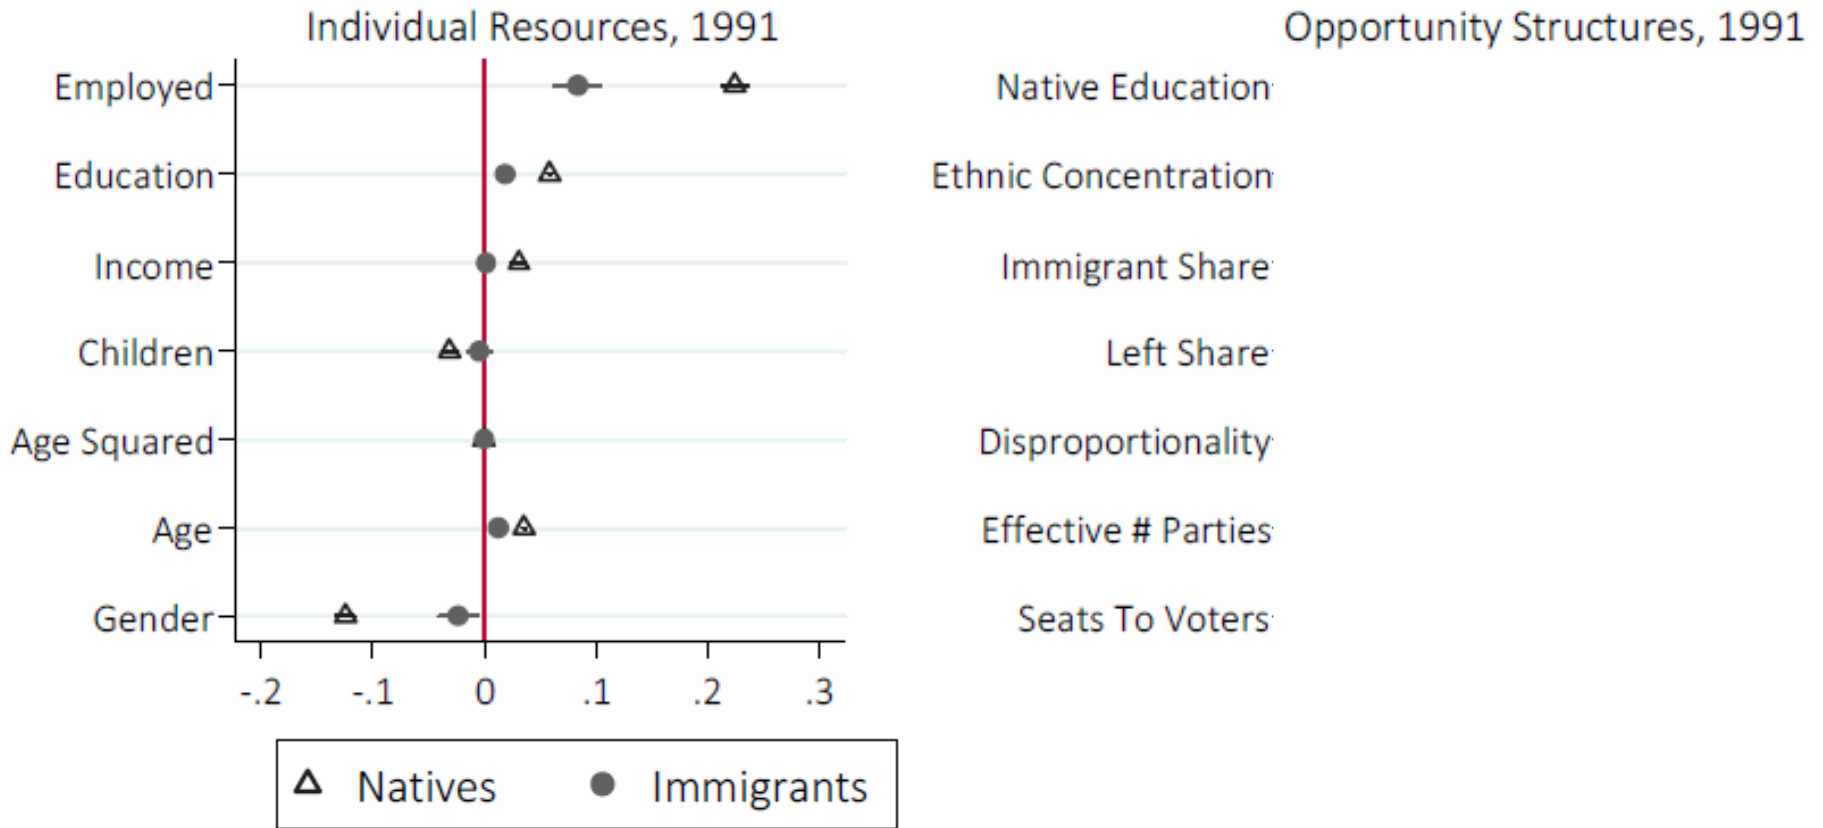 Individual Resources, 1991
Employed
Education
Income
Children
Age Squared
Age
Gender
-.2 -.1 0 .1 .2 .3
Natives Immigrants
Opportunity Structures, 1991
Native Education
Ethnic Concentration
Immigrant Share
Left Share
Disproportionality
Effective # Parties
Seats To Voters